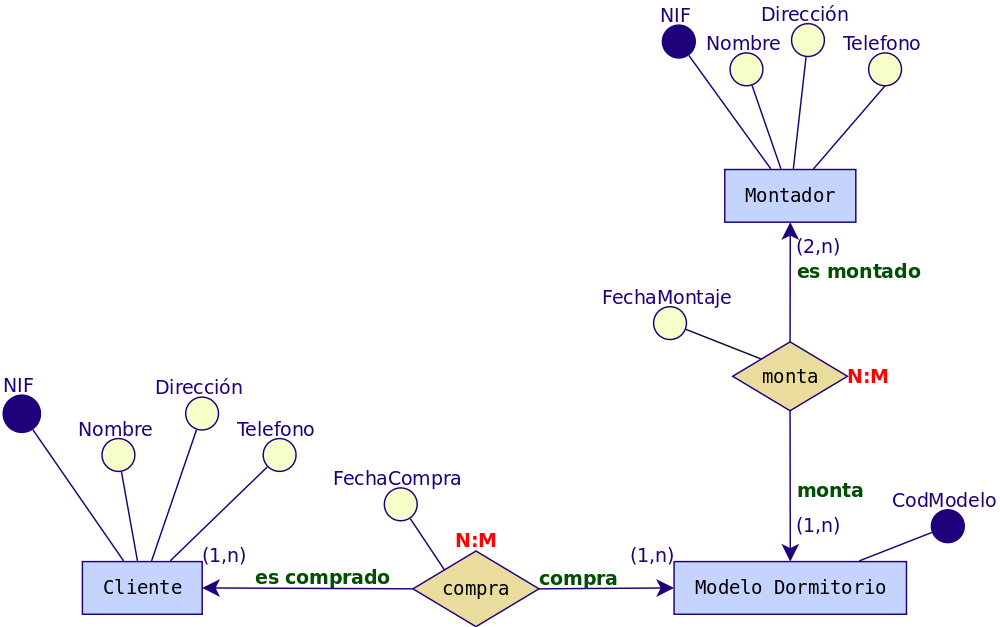 NIF
Dirección
Nombre
Telefono
Montador
(2,n)
es montado
FechaMontaje
monta
N:M
NIF
Dirección
Nombre
Telefono
FechaCompra
monta
CodModelo
(1,n)
N:M
(1,n)
(1,n)
es comprado
compra
Cliente
compra
Modelo Dormitorio